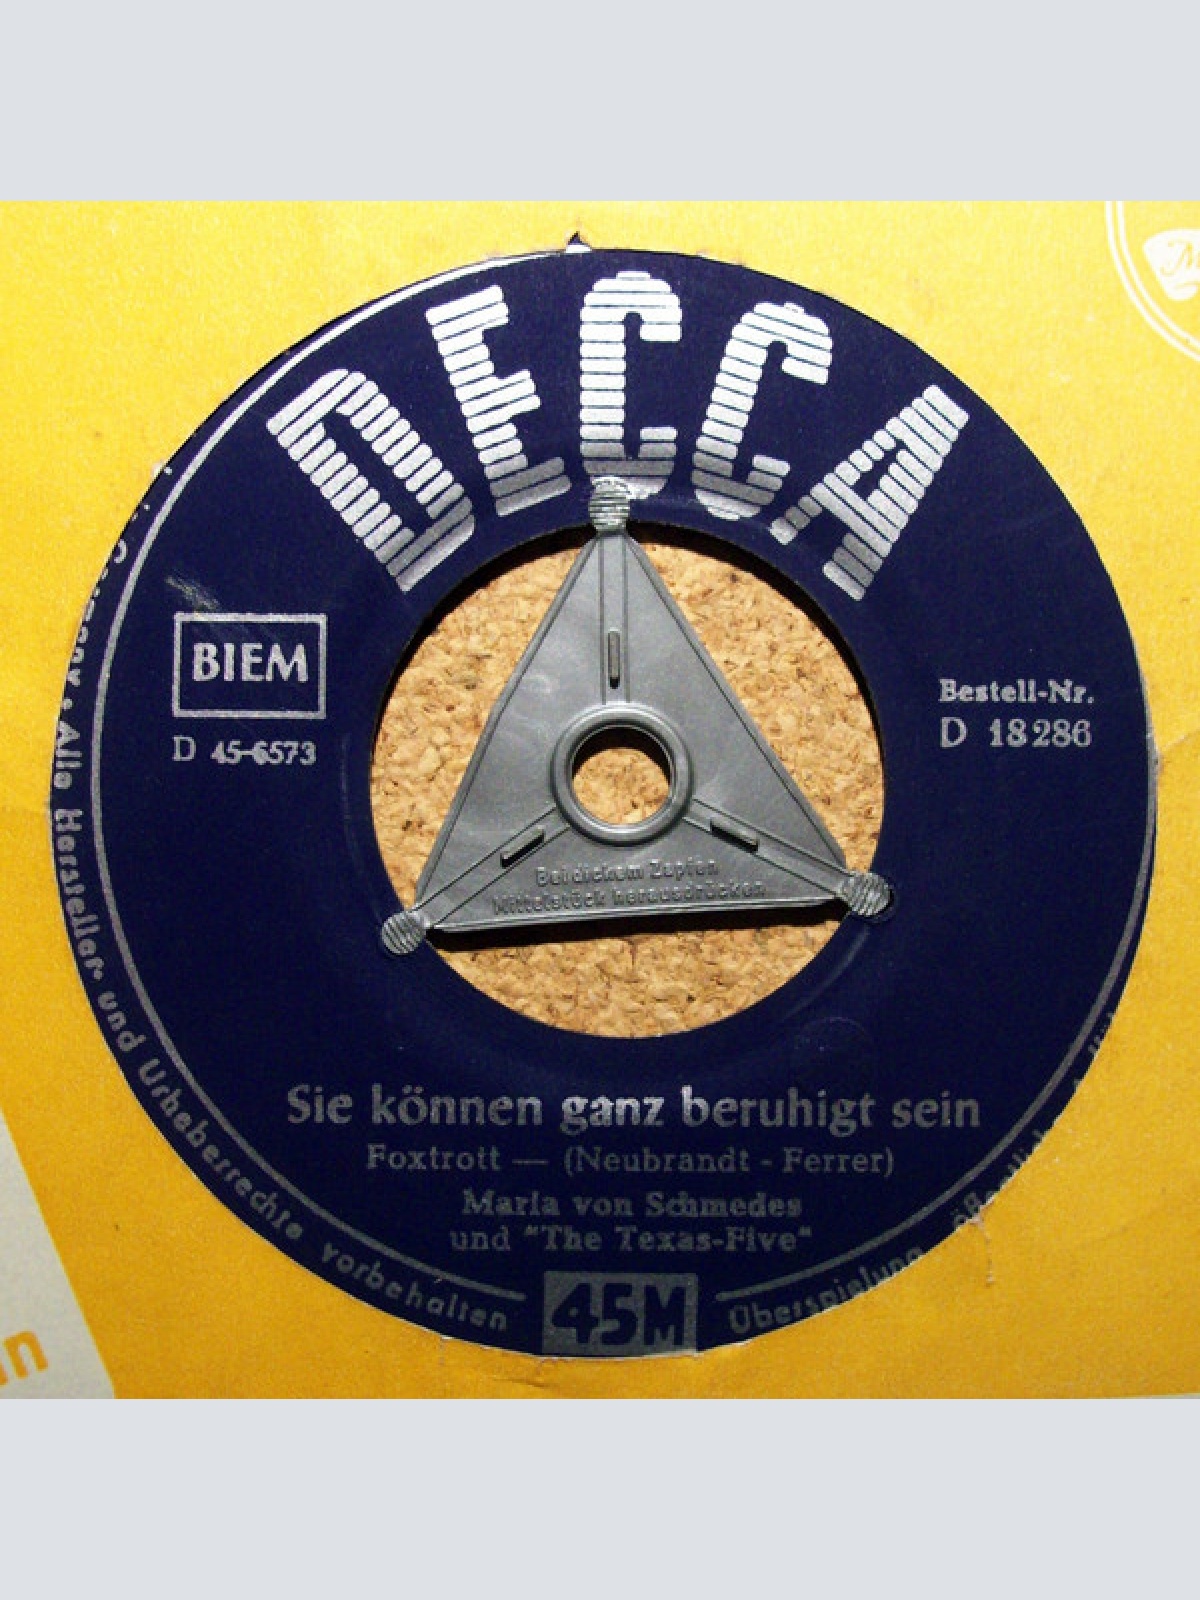 DECCA
BIEM
D 45-6573
Bestell-Nr.
D 18286
Bei dickem Zapfen
Mittelstück herausdrücken
Sie können ganz beruhigt sein
Foxtrott — (Neubrandt - Ferrer)
Maria von Schmedes
und "The Texas-Five"
45M
Alle Hersteller- und Urheberrechte vorbehalten
Überspielung